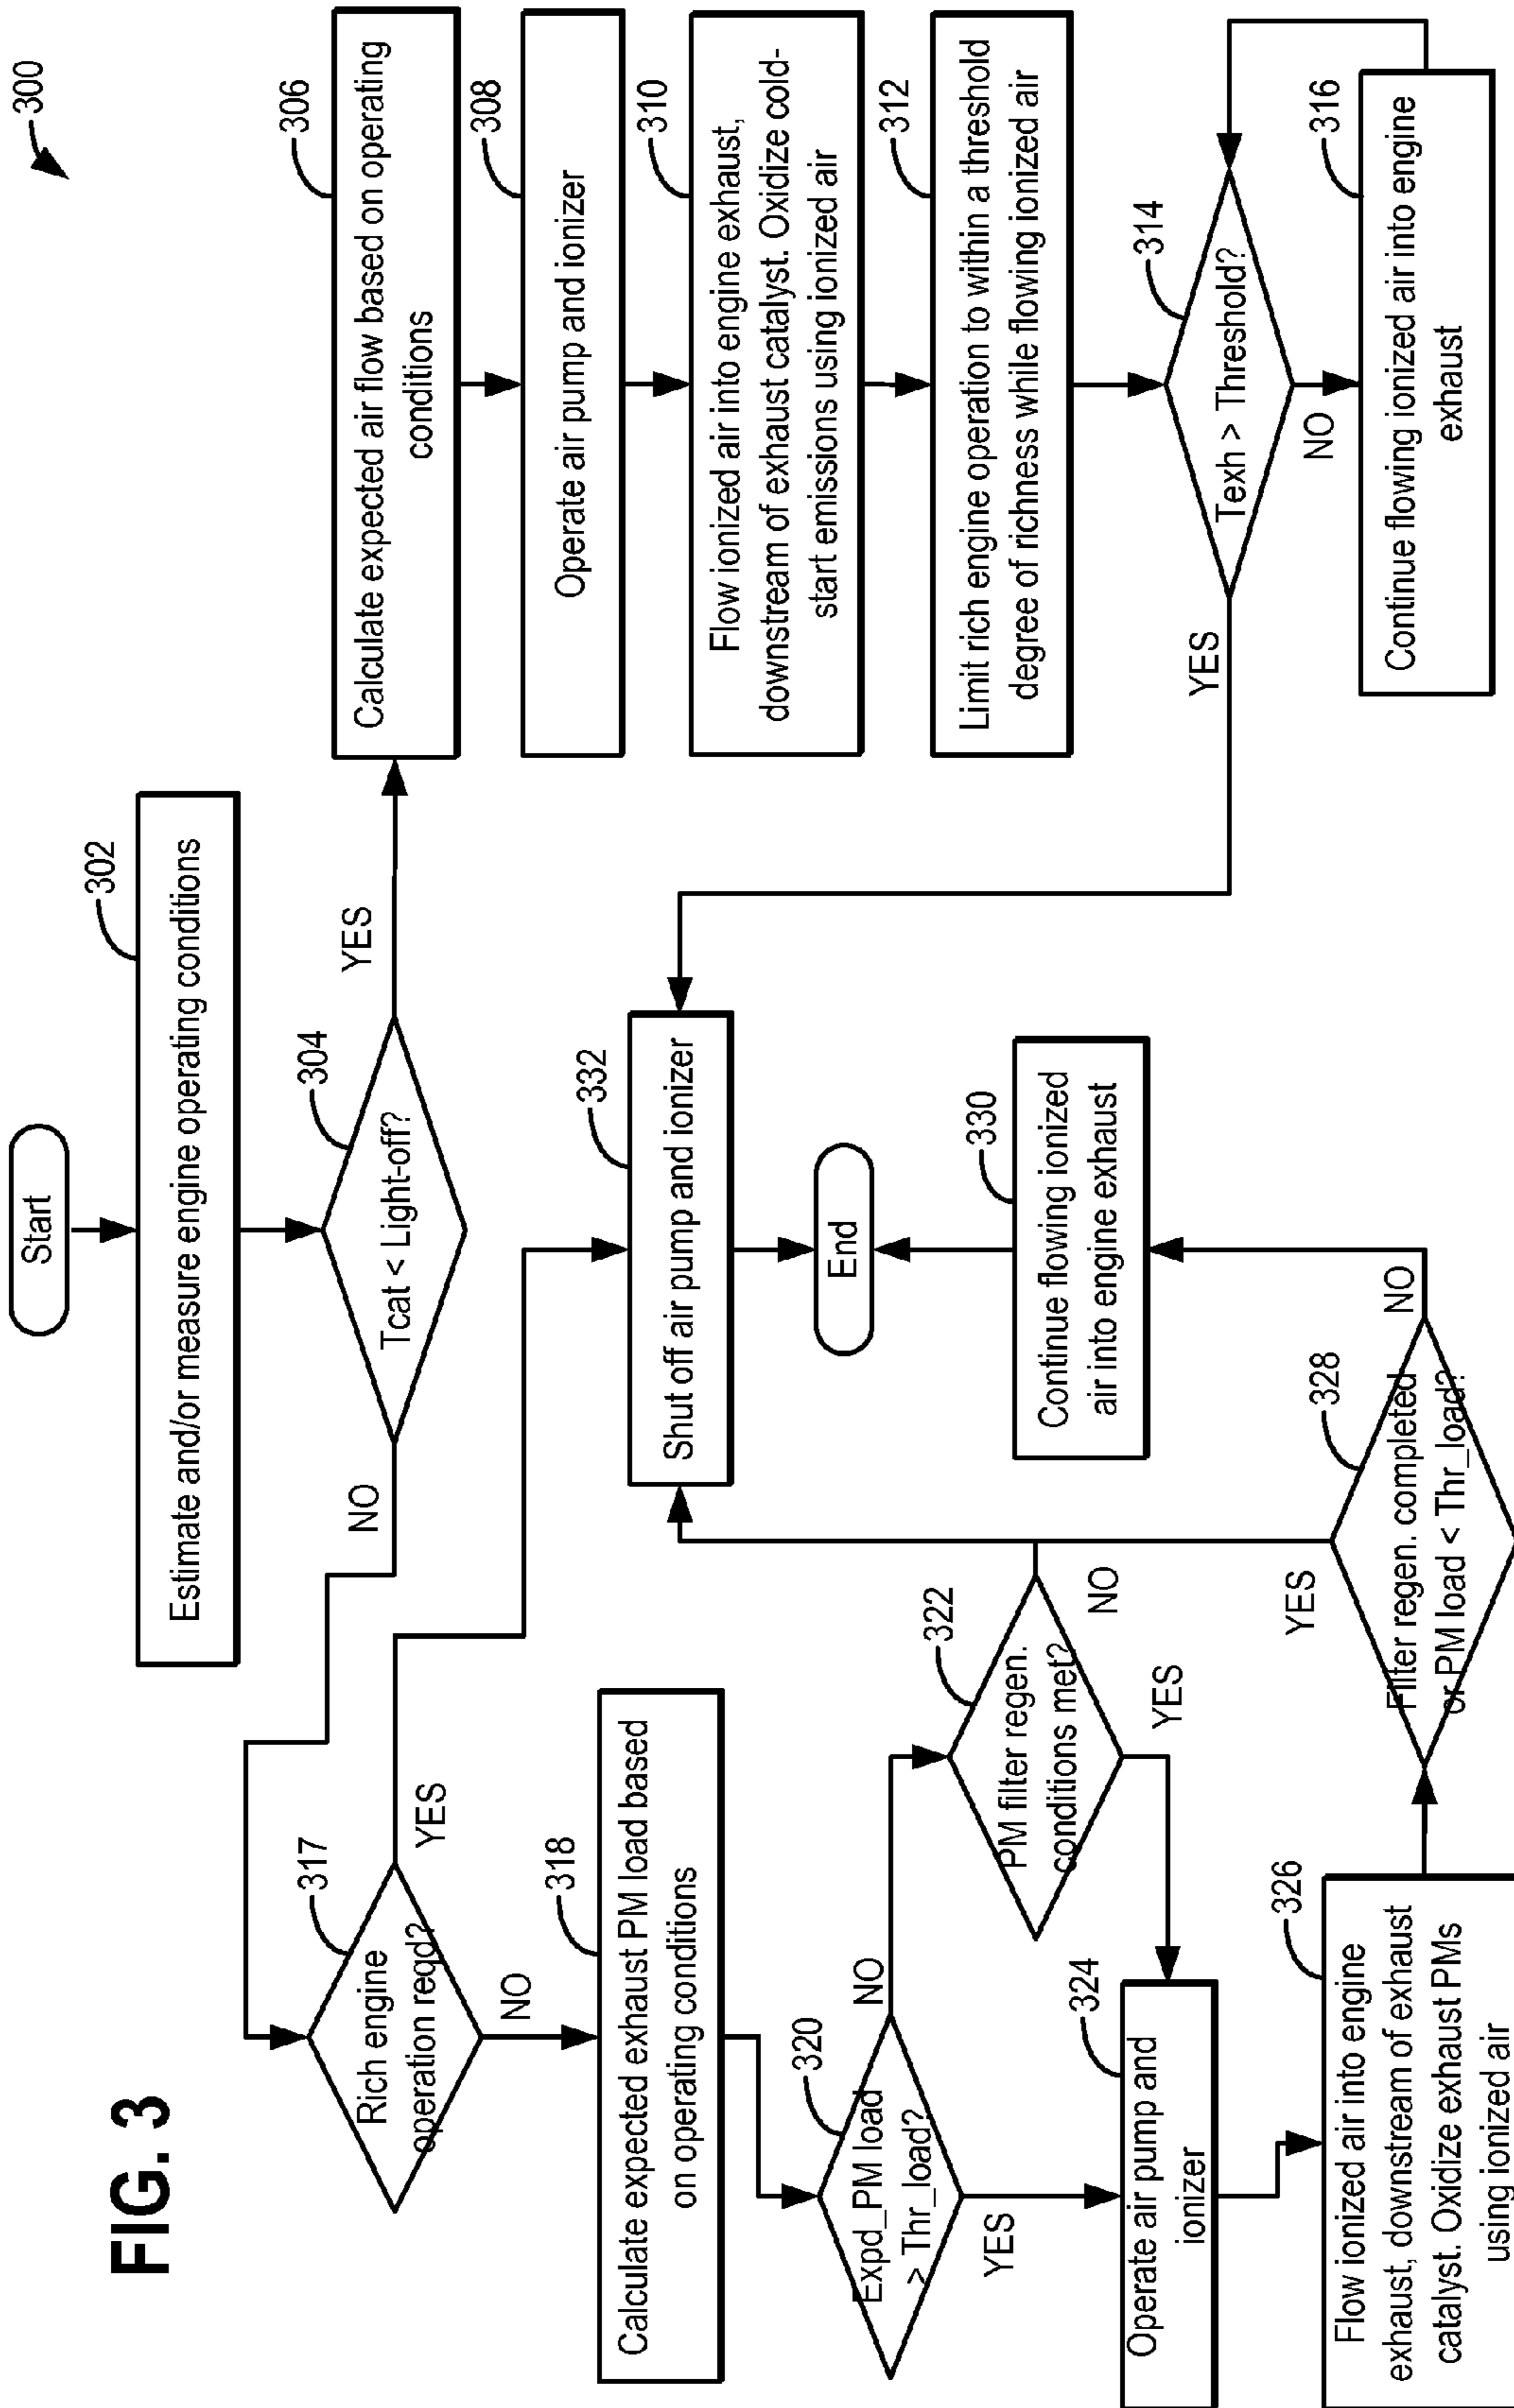 FIG. 3
300
Start
302
Estimate and/or measure engine operating conditions
304
Tcat < Light-off?
YES
NO
306
Calculate expected air flow based on operating
conditions
308
Operate air pump and ionizer
310
Flow ionized air into engine exhaust,
downstream of exhaust catalyst. Oxidize cold-
start emissions using ionized air
312
Limit rich engine operation to within a threshold
degree of richness while flowing ionized air
314
Texh > Threshold?
YES
NO
316
Continue flowing ionized air into engine
exhaust
317
Rich engine
operation reqd?
YES
NO
318
Calculate expected exhaust PM load based
on operating conditions
320
Expd_PM load
> Thr_load?
NO
YES
322
PM filter regen.
conditions met?
NO
YES
324
Operate air pump and
ionizer
326
Flow ionized air into engine
exhaust, downstream of exhaust
catalyst. Oxidize exhaust PMs
using ionized air
328
Filter regen. completed
or PM load < Thr_load?
YES
NO
330
Continue flowing ionized
air into engine exhaust
332
Shut off air pump and ionizer
End